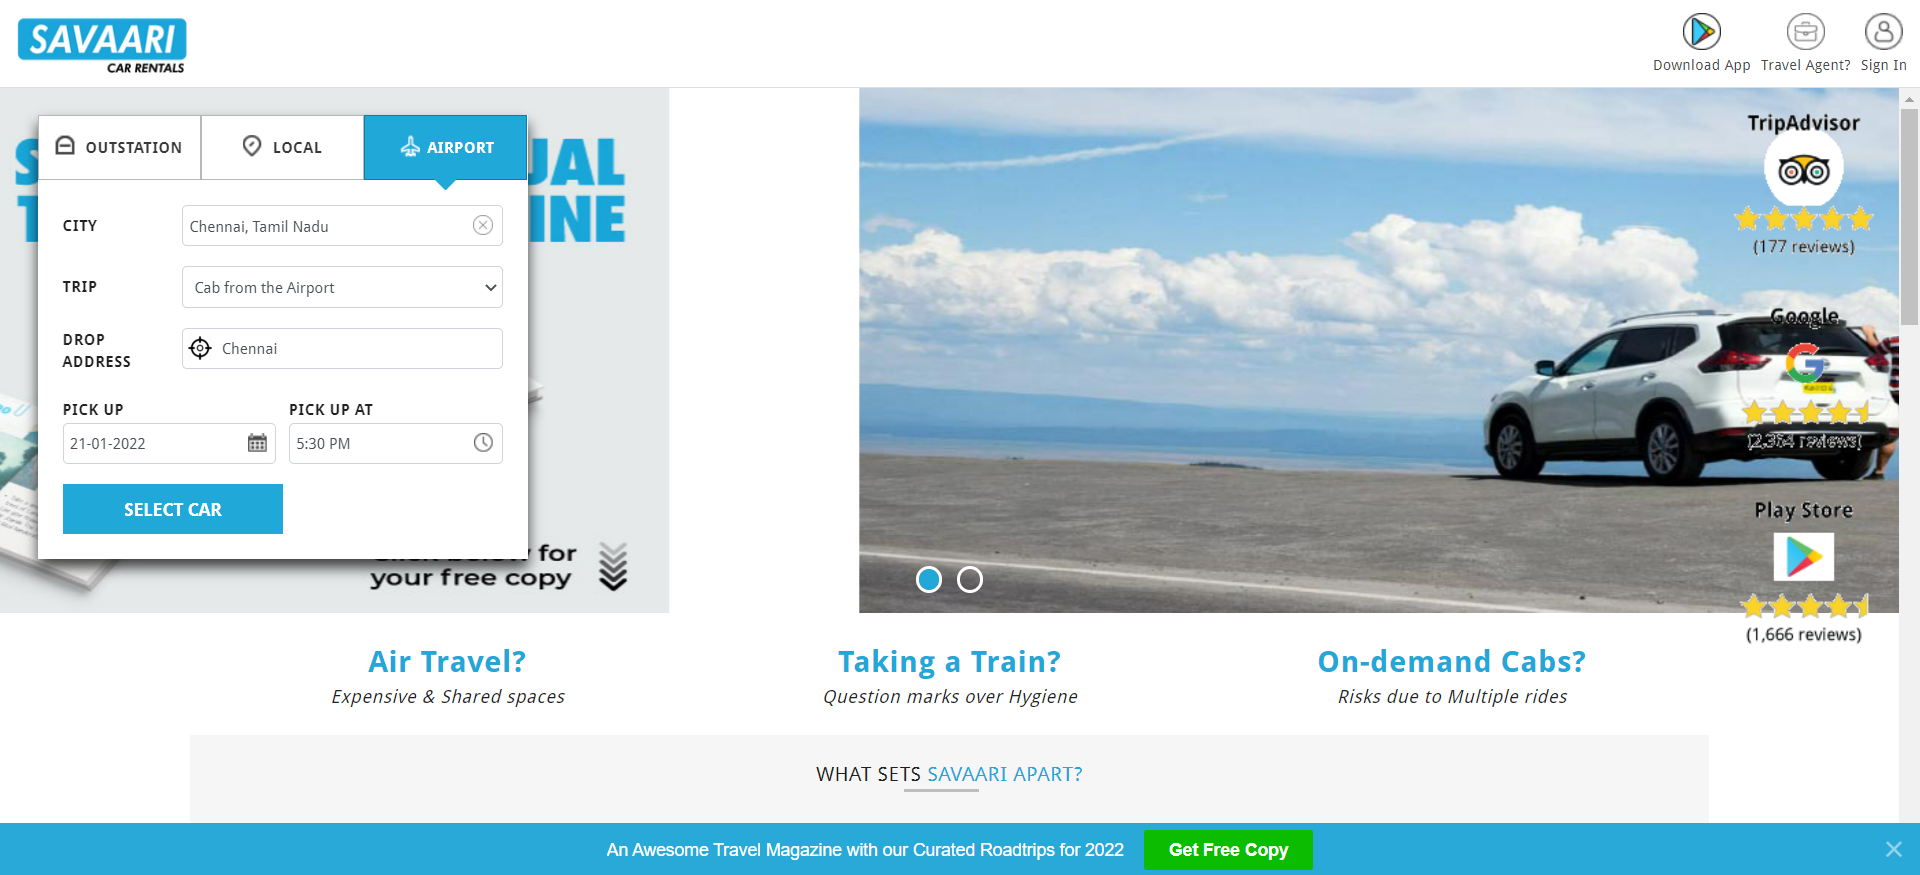 SAVAARI
CAR RENTALS
Download App
Travel Agent?
Sign In
OUTSTATION
LOCAL
AIRPORT
CITY
Chennai, Tamil Nadu
TRIP
Cab from the Airport
DROP
ADDRESS
Chennai
PICK UP
PICK UP AT
21-01-2022
5:30 PM
SELECT CAR
for
your free copy
TripAdvisor
(177 reviews)
Google
(2,364 reviews)
Play Store
(1,666 reviews)
Air Travel?
Expensive & Shared spaces
Taking a Train?
Question marks over Hygiene
On-demand Cabs?
Risks due to Multiple rides
WHAT SETS SAVAARI APART?
An Awesome Travel Magazine with our Curated Roadtrips for 2022
Get Free Copy